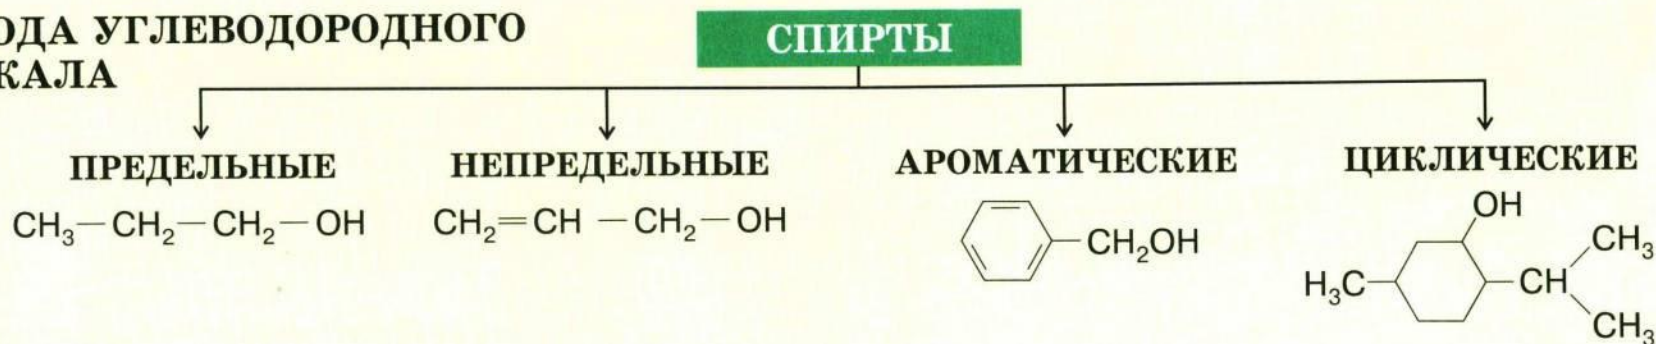 ОДА УГЛЕВОДОРОДНОГО
КАЛА
СПИРТЫ
ПРЕДЕЛЬНЫЕ НЕПРЕДЕЛЬНЫЕ АРОМАТИЧЕСКИЕ ЦИКЛИЧЕСКИЕ
CH₃—CH₂—CH₂—OH CH₂=CH—CH₂—OH CH₂OH OH
H₃C CH CH₃
CH₃